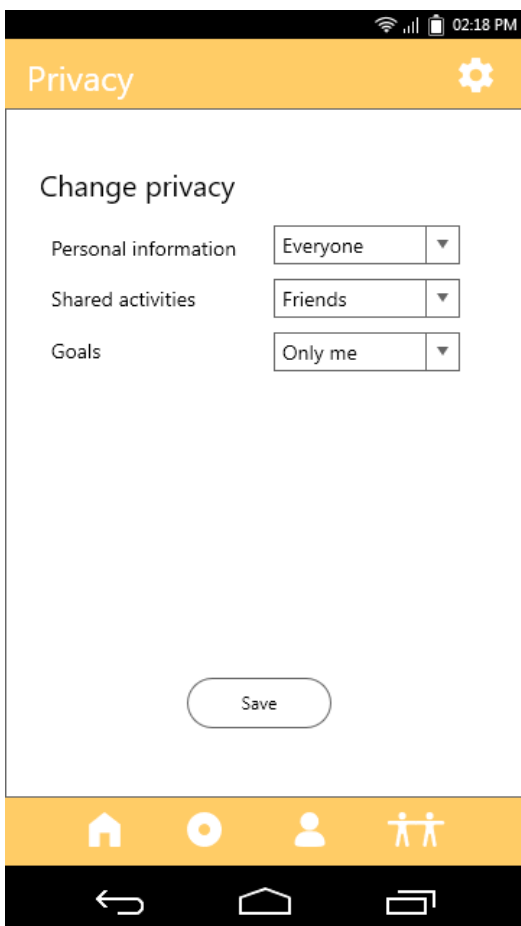 02:18 PM
Privacy
Change privacy
Personal information Everyone
Shared activities Friends
Goals Only me
Save